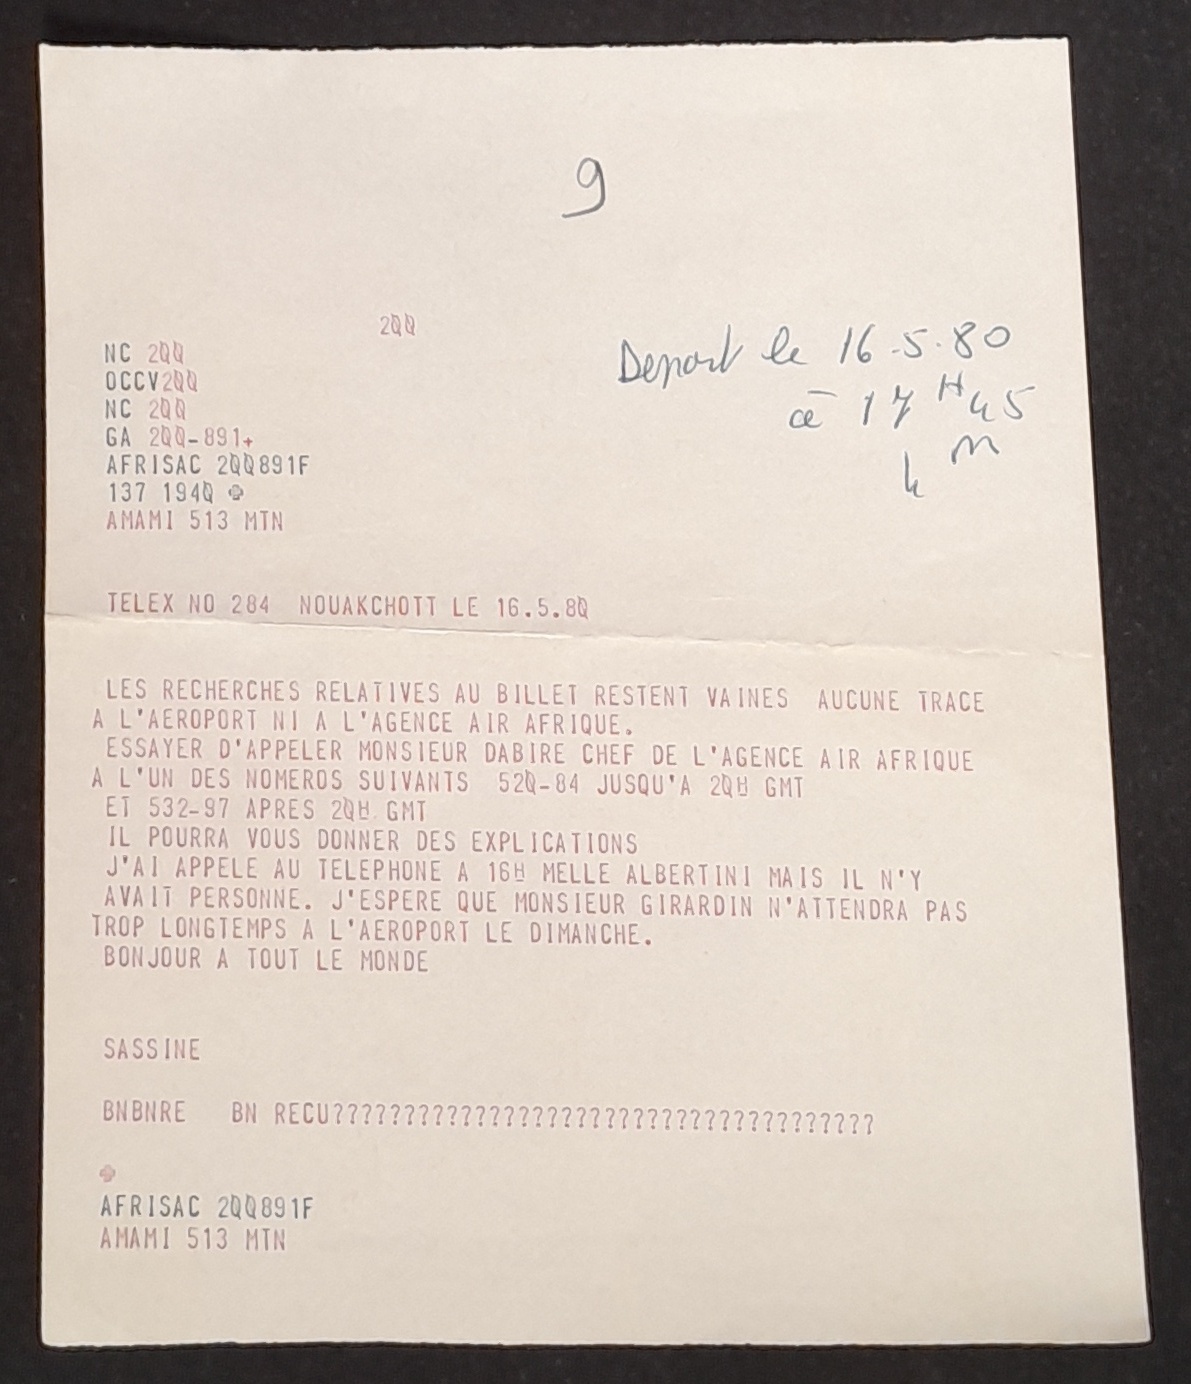 9
200
NC 200
Depart le 16.5.80
OCCV200
à 17 H 45
NC 200
GA 200-891+
AFRISAC 200891F
137 1940 ✠
AMAMI 513 MTN
TELEX NO 284  NOUAKCHOTT LE 16.5.80
LES RECHERCHES RELATIVES AU BILLET RESTENT VAINES  AUCUNE TRACE
A L'AEROPORT NI A L'AGENCE AIR AFRIQUE.
ESSAYER D'APPELER MONSIEUR DABIRE CHEF DE L'AGENCE AIR AFRIQUE
A L'UN DES NOMEROS SUIVANTS  520-84 JUSQU'A 20H GMT
ET 532-97 APRES 20H GMT
IL POURRA VOUS DONNER DES EXPLICATIONS
J'AI APPELE AU TELEPHONE A 16H MELLE ALBERTINI MAIS IL N'Y
AVAIT PERSONNE. J'ESPERE QUE MONSIEUR GIRARDIN N'ATTENDRA PAS
TROP LONGTEMPS A L'AEROPORT LE DIMANCHE.
BONJOUR A TOUT LE MONDE
SASSINE
BNBNRE   BN RECU??????????????????????????????????????
✠
AFRISAC 200891F
AMAMI 513 MTN